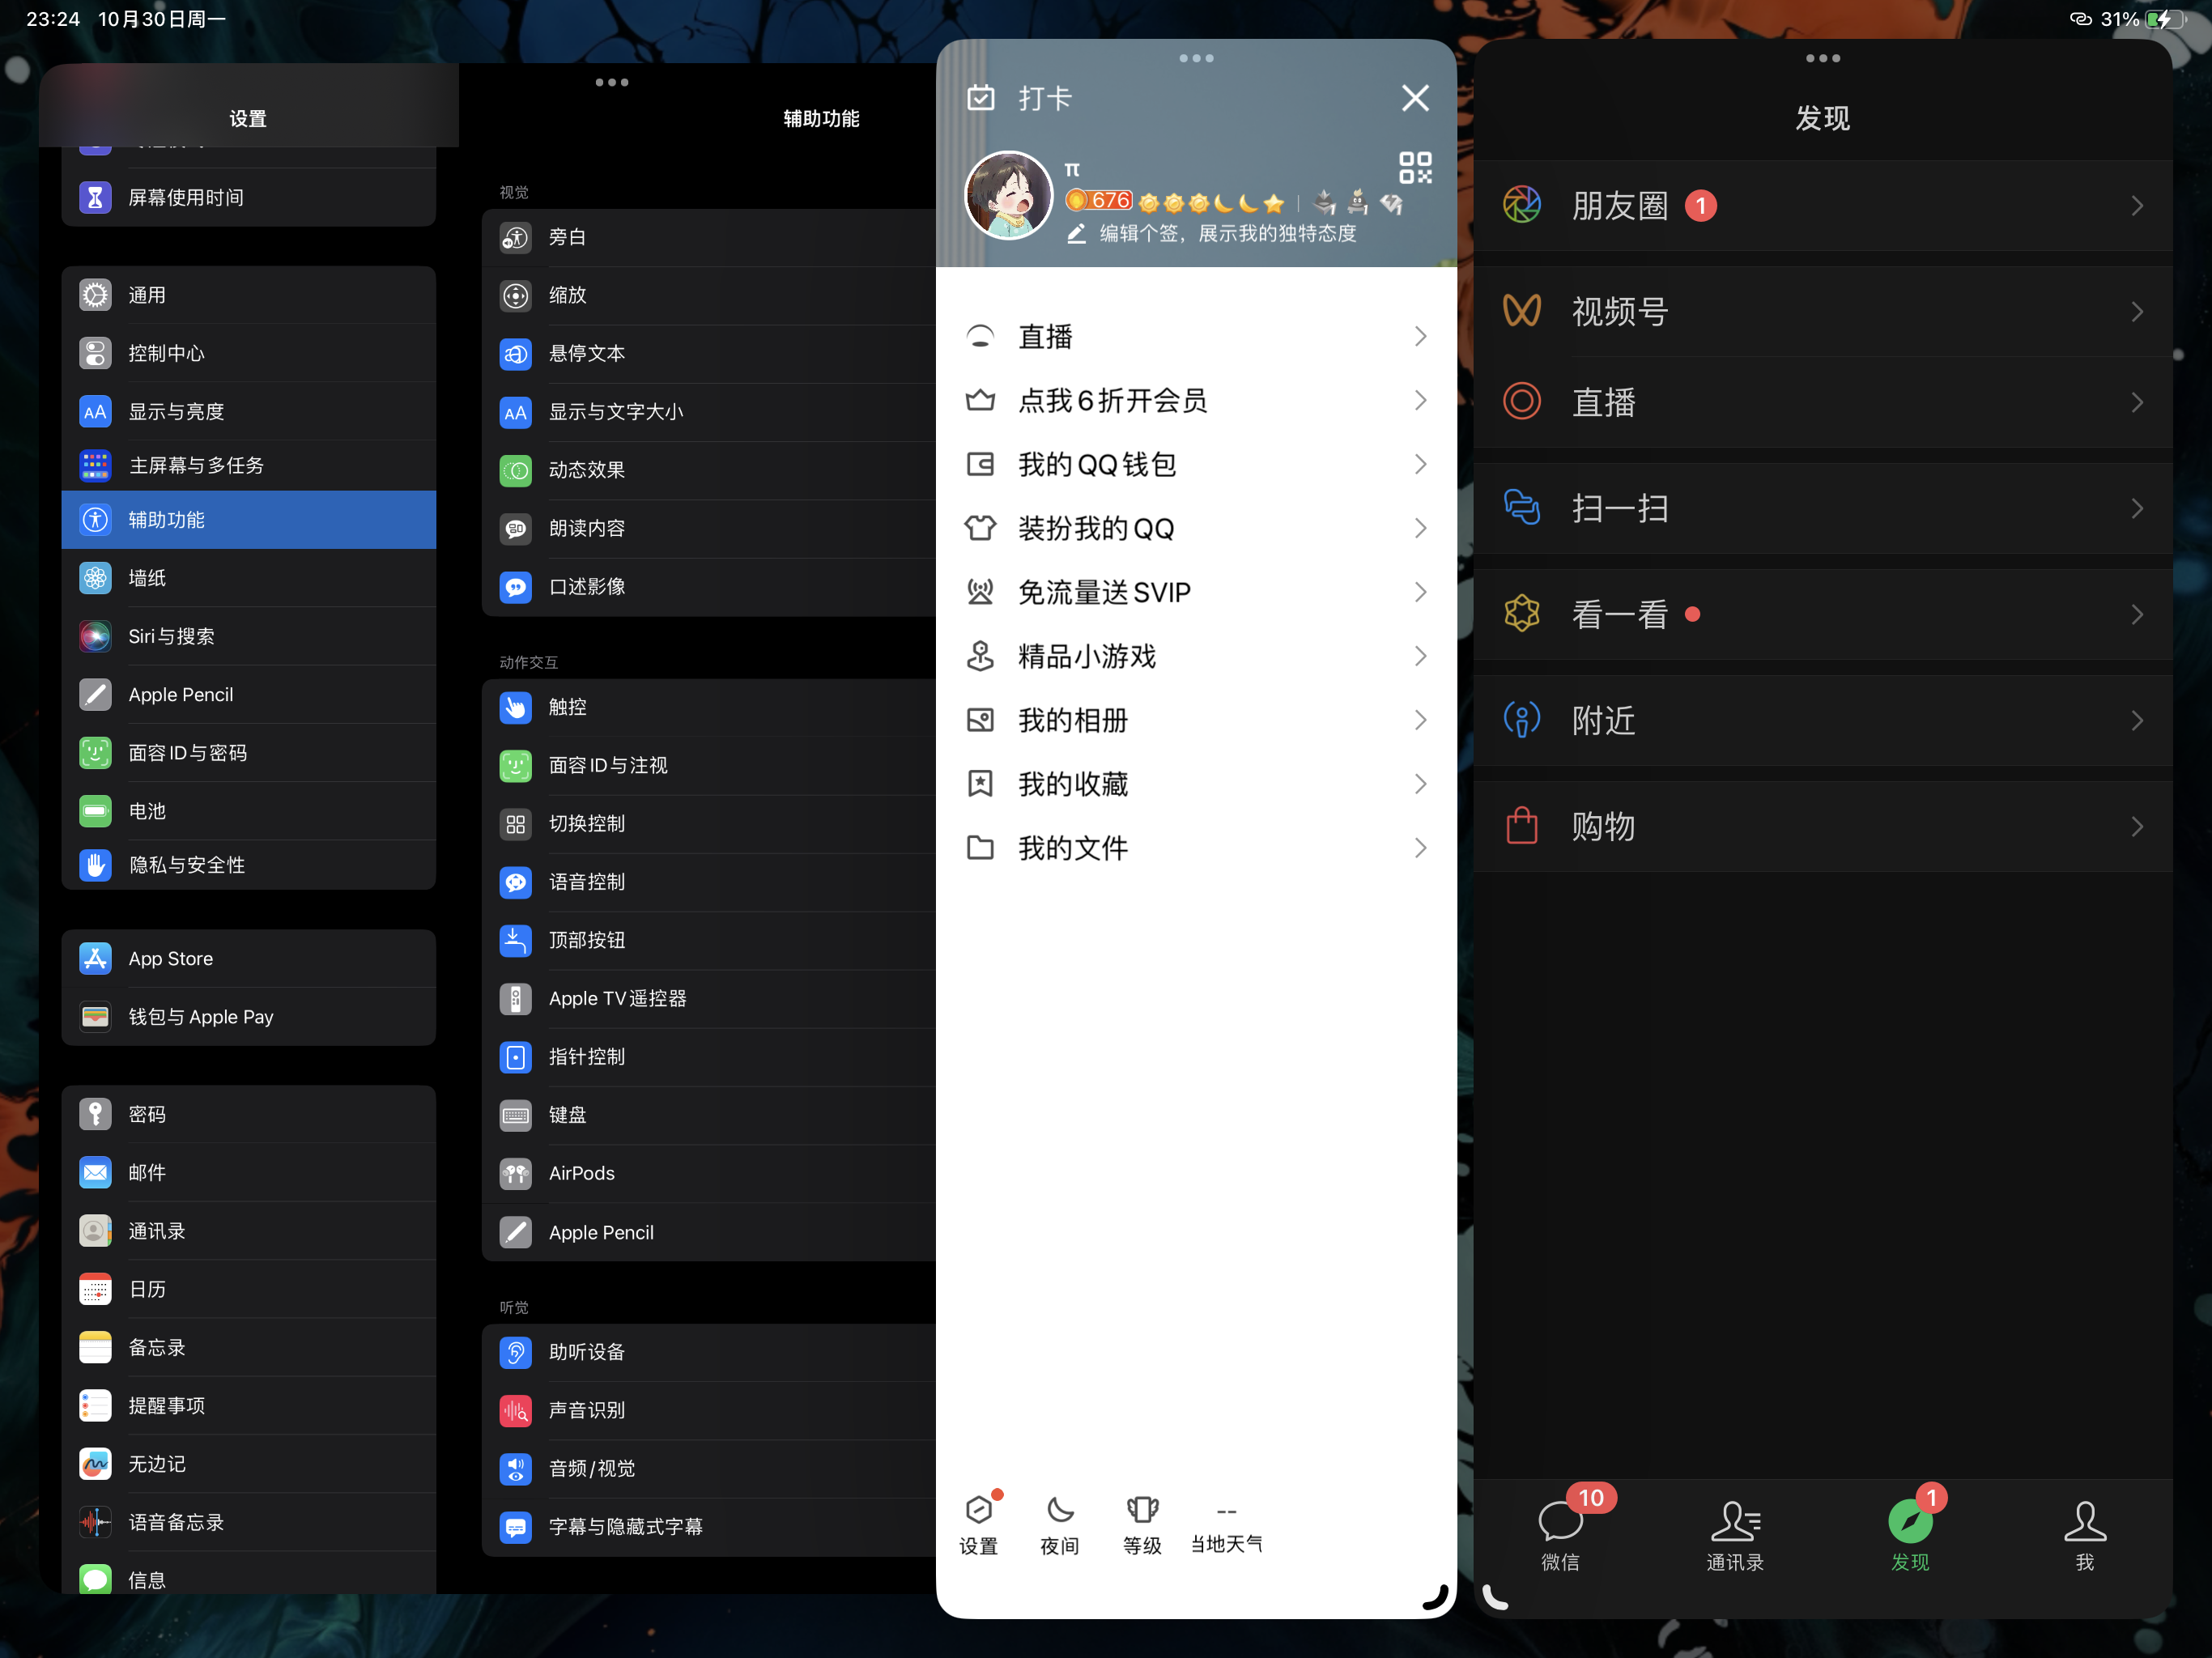 23:24 10月30日周一
31%
设置
屏幕使用时间
通用
控制中心
显示与亮度
主屏幕与多任务
辅助功能
墙纸
Siri与搜索
Apple Pencil
面容ID与密码
电池
隐私与安全性
App Store
钱包与 Apple Pay
密码
邮件
通讯录
日历
备忘录
提醒事项
无边记
语音备忘录
信息
辅助功能
视觉
旁白
缩放
悬停文本
显示与文字大小
动态效果
朗读内容
口述影像
动作交互
触控
面容ID与注视
切换控制
语音控制
顶部按钮
Apple TV遥控器
指针控制
键盘
AirPods
Apple Pencil
听觉
助听设备
声音识别
音频/视觉
字幕与隐藏式字幕
打卡
π
676
编辑个签，展示我的独特态度
直播
点我6折开会员
我的QQ钱包
装扮我的QQ
免流量送SVIP
精品小游戏
我的相册
我的收藏
我的文件
--
设置 夜间 等级 当地天气
发现
朋友圈 1
视频号
直播
扫一扫
看一看
附近
购物
10 1
微信 通讯录 发现 我